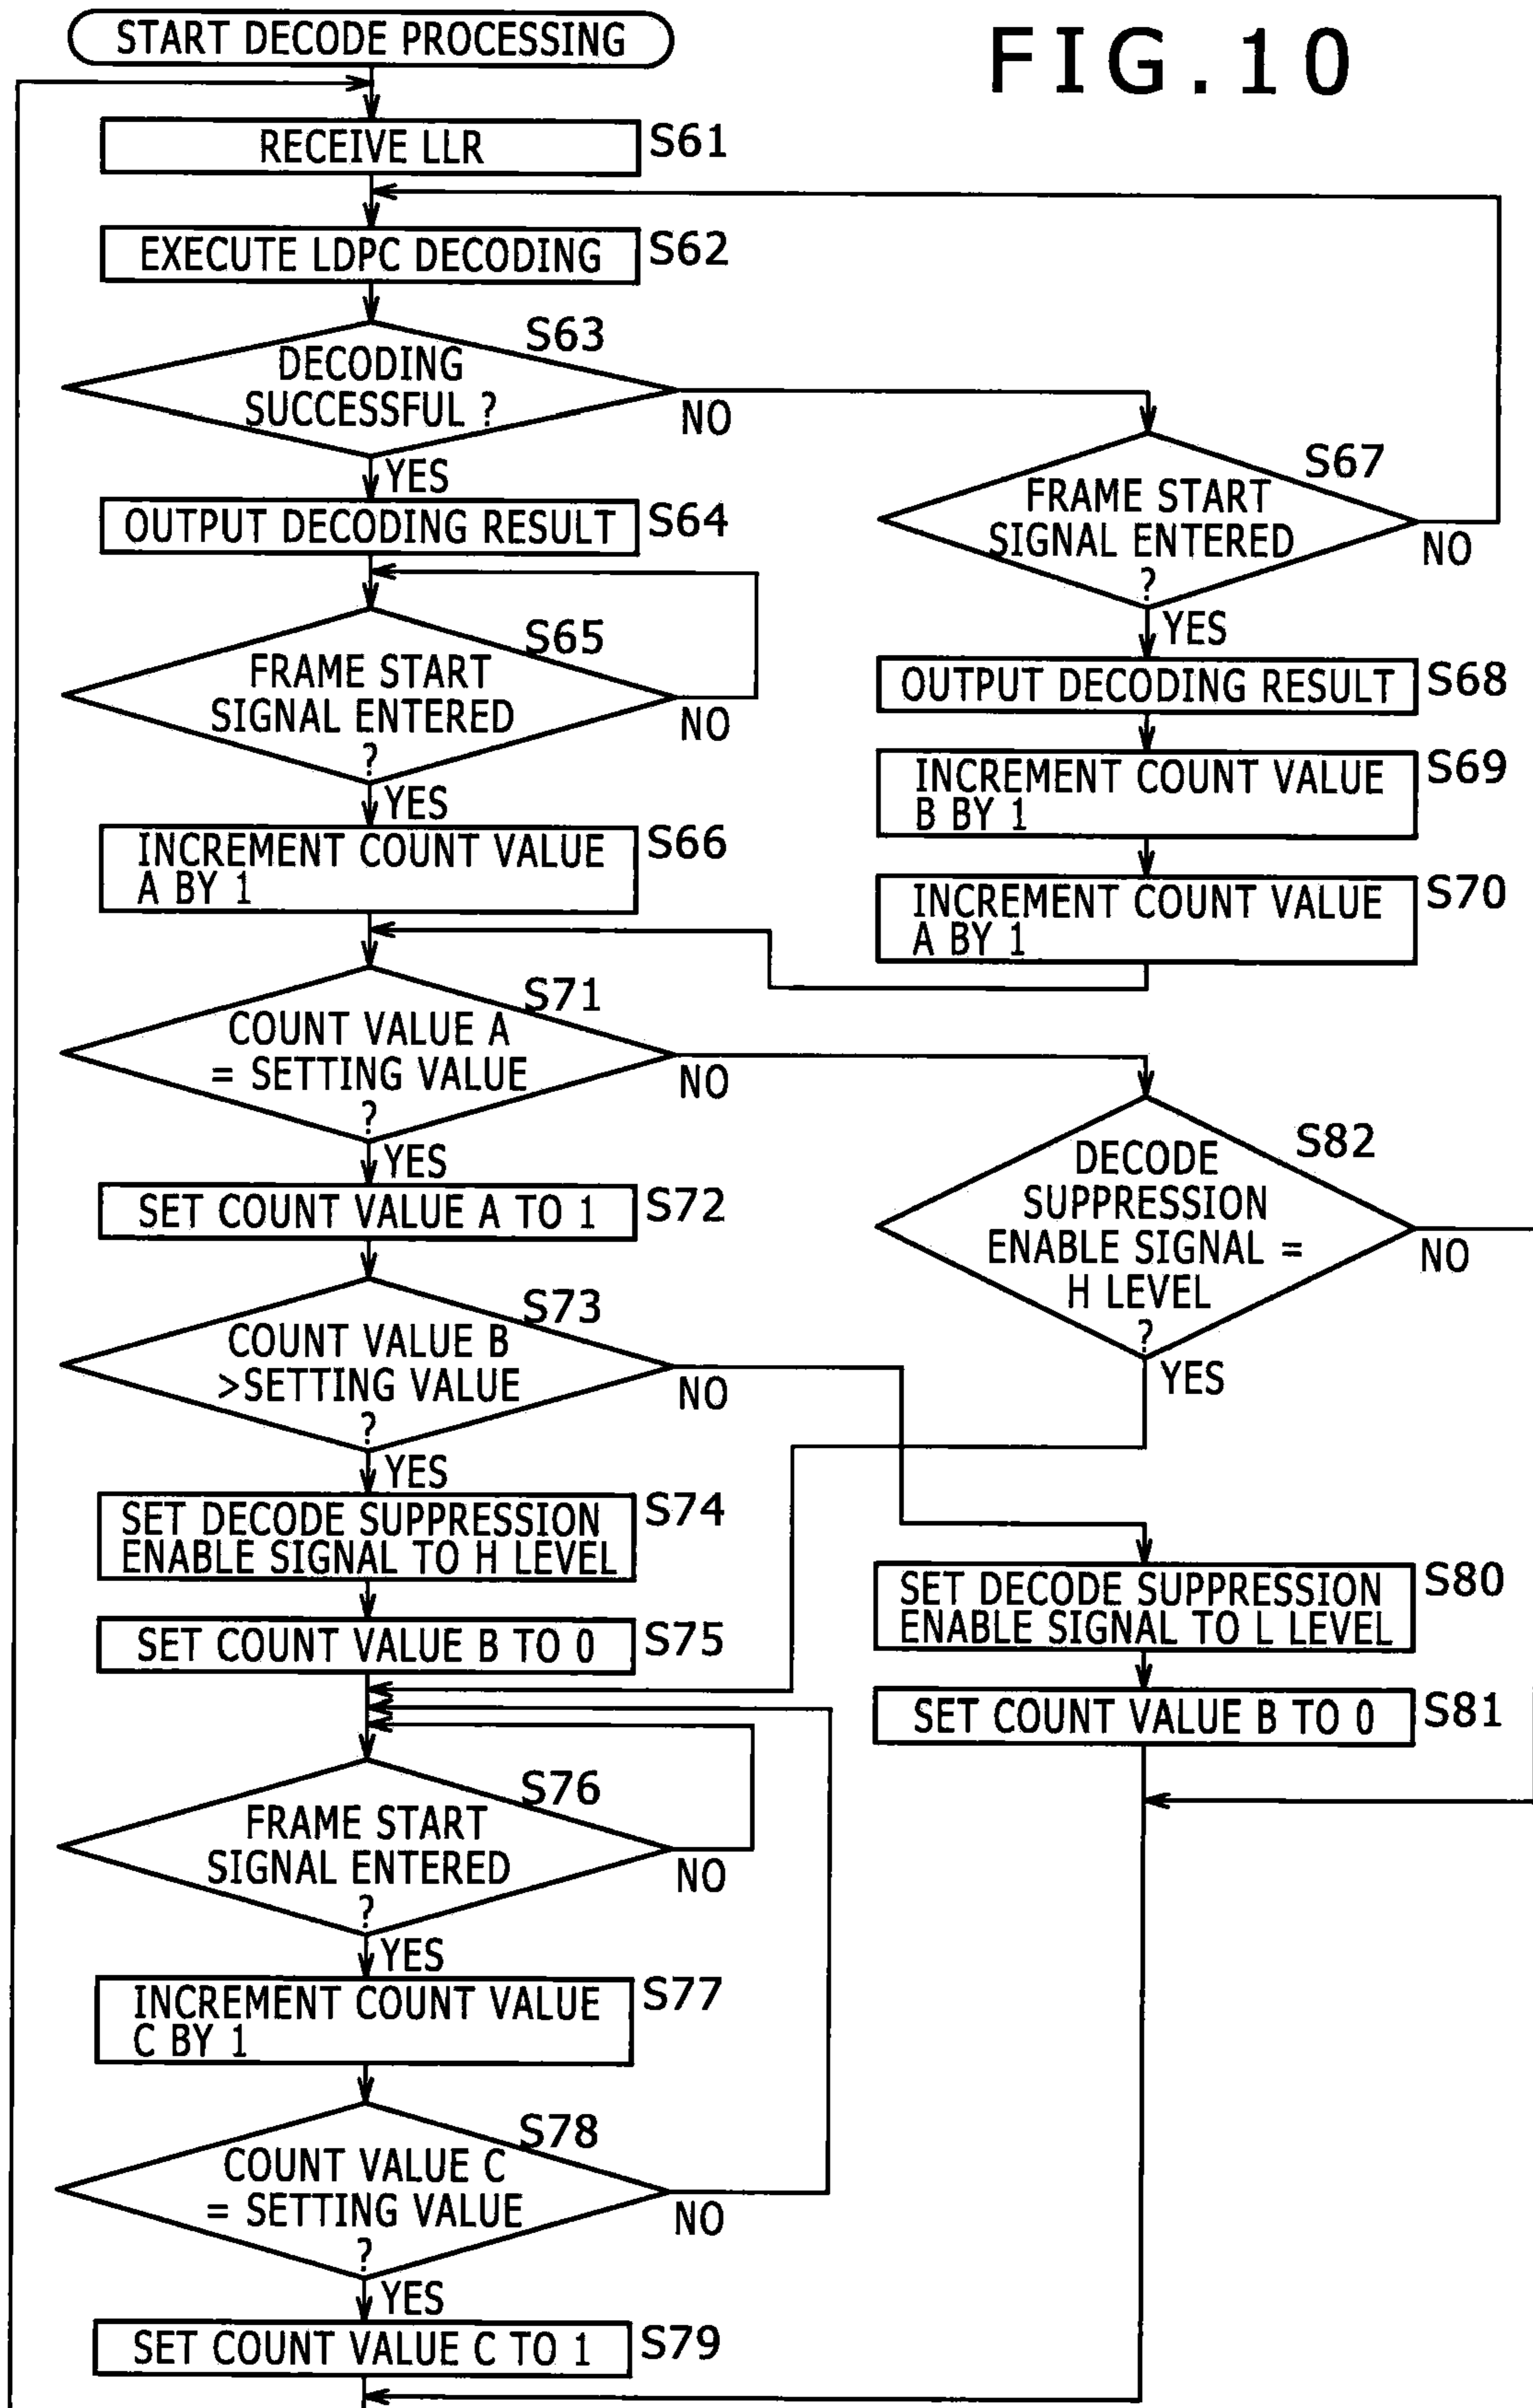 FIG.10
START DECODE PROCESSING
RECEIVE LLR
S61
EXECUTE LDPC DECODING
S62
S63
DECODING
SUCCESSFUL ?
NO
YES
OUTPUT DECODING RESULT
S64
S65
FRAME START
SIGNAL ENTERED
?
NO
YES
INCREMENT COUNT VALUE
A BY 1
S66
S67
FRAME START
SIGNAL ENTERED
?
NO
YES
OUTPUT DECODING RESULT
S68
INCREMENT COUNT VALUE
B BY 1
S69
INCREMENT COUNT VALUE
A BY 1
S70
S71
COUNT VALUE A
= SETTING VALUE
?
NO
YES
SET COUNT VALUE A TO 1
S72
S73
COUNT VALUE B
>SETTING VALUE
?
NO
YES
SET DECODE SUPPRESSION
ENABLE SIGNAL TO H LEVEL
S74
SET COUNT VALUE B TO 0
S75
S82
DECODE
SUPPRESSION
ENABLE SIGNAL =
H LEVEL
?
NO
YES
SET DECODE SUPPRESSION
ENABLE SIGNAL TO L LEVEL
S80
SET COUNT VALUE B TO 0
S81
S76
FRAME START
SIGNAL ENTERED
?
NO
YES
INCREMENT COUNT VALUE
C BY 1
S77
S78
COUNT VALUE C
= SETTING VALUE
?
NO
YES
SET COUNT VALUE C TO 1
S79